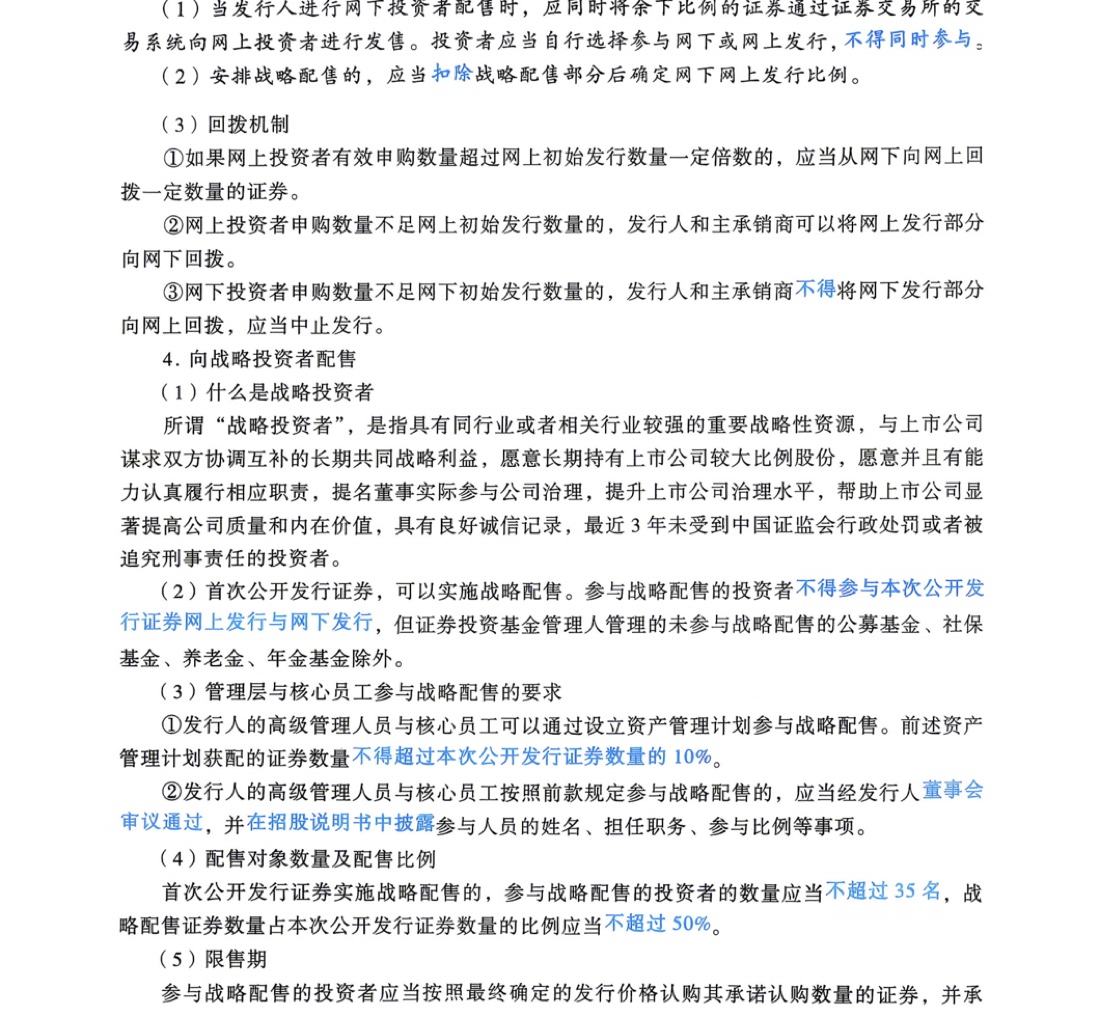 （1）当发行人进行网下投资者配售时，应同时将余下比例的证券通过证券交易所的交
易系统向网上投资者进行发售。投资者应当自行选择参与网下或网上发行，不得同时参与。
（2）安排战略配售的，应当扣除战略配售部分后确定网下网上发行比例。
（3）回拨机制
①如果网上投资者有效申购数量超过网上初始发行数量一定倍数的，应当从网下向网上回
拨一定数量的证券。
②网上投资者申购数量不足网上初始发行数量的，发行人和主承销商可以将网上发行部分
向网下回拨。
③网下投资者申购数量不足网下初始发行数量的，发行人和主承销商不得将网下发行部分
向网上回拨，应当中止发行。
4. 向战略投资者配售
（1）什么是战略投资者
所谓“战略投资者”，是指具有同行业或者相关行业较强的重要战略性资源，与上市公司
谋求双方协调互补的长期共同战略利益，愿意长期持有上市公司较大比例股份，愿意并且有能
力认真履行相应职责，提名董事实际参与公司治理，提升上市公司治理水平，帮助上市公司显
著提高公司质量和内在价值，具有良好诚信记录，最近 3 年未受到中国证监会行政处罚或者被
追究刑事责任的投资者。
（2）首次公开发行证券，可以实施战略配售。参与战略配售的投资者不得参与本次公开发
行证券网上发行与网下发行，但证券投资基金管理人管理的未参与战略配售的公募基金、社保
基金、养老金、年金基金除外。
（3）管理层与核心员工参与战略配售的要求
①发行人的高级管理人员与核心员工可以通过设立资产管理计划参与战略配售。前述资产
管理计划获配的证券数量不得超过本次公开发行证券数量的 10%。
②发行人的高级管理人员与核心员工按照前款规定参与战略配售的，应当经发行人董事会
审议通过，并在招股说明书中披露参与人员的姓名、担任职务、参与比例等事项。
（4）配售对象数量及配售比例
首次公开发行证券实施战略配售的，参与战略配售的投资者的数量应当不超过 35 名，战
略配售证券数量占本次公开发行证券数量的比例应当不超过 50%。
（5）限售期
参与战略配售的投资者应当按照最终确定的发行价格认购其承诺认购数量的证券，并承